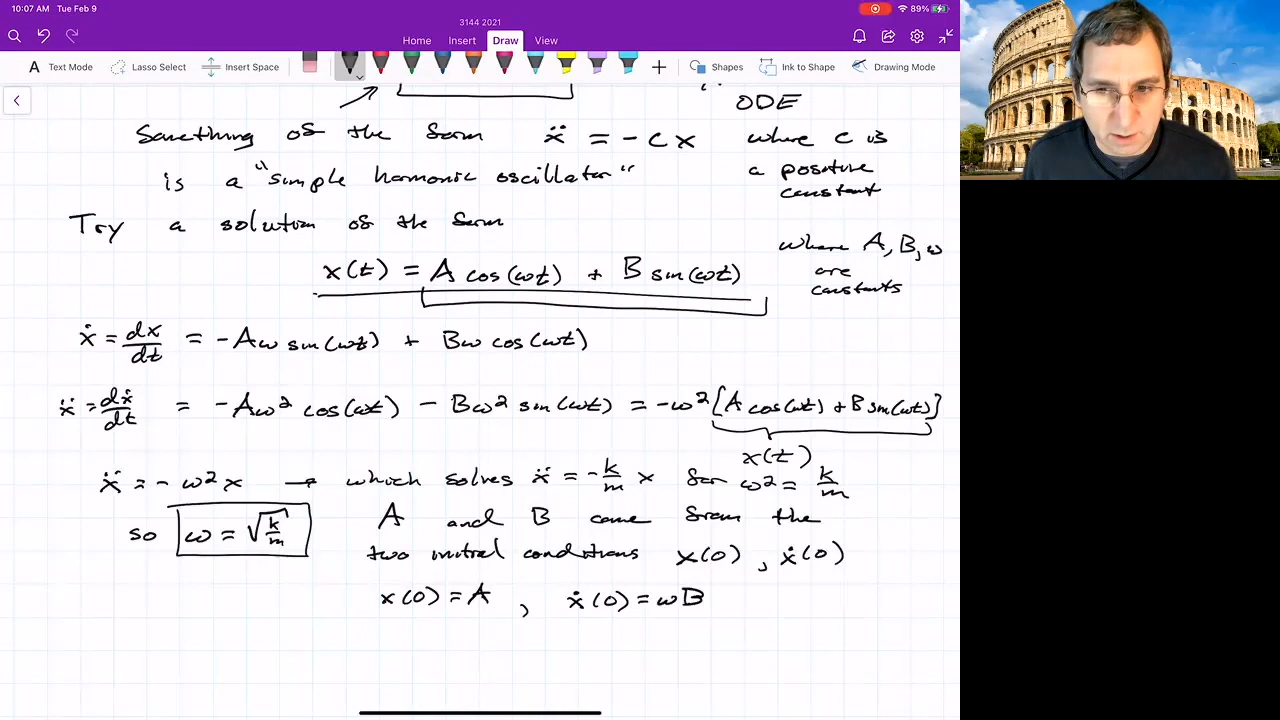 10:07 AM Tue Feb 9
89%
3144 2021
Home Insert Draw View
Text Mode Lasso Select Insert Space Shapes Ink to Shape Drawing Mode
ODE
Something of the form ẍ = -cx where c is
is a "simple harmonic oscillator" a positive
constant
Try a solution of the form
where A, B, ω
x(t) = A cos(ωt) + B sin(ωt)
are
constants
ẋ = dx/dt = -Aω sin(ωt) + Bω cos(ωt)
ẍ = dẋ/dt = -Aω² cos(ωt) - Bω² sin(ωt) = -ω² [A cos(ωt) + B sin(ωt)]
x(t)
ẍ = -ω²x → which solves ẍ = -k/m x for ω² = k/m
so ω = √(k/m) A and B come from the
two initial conditions x(0), ẋ(0)
x(0) = A , ẋ(0) = ωB